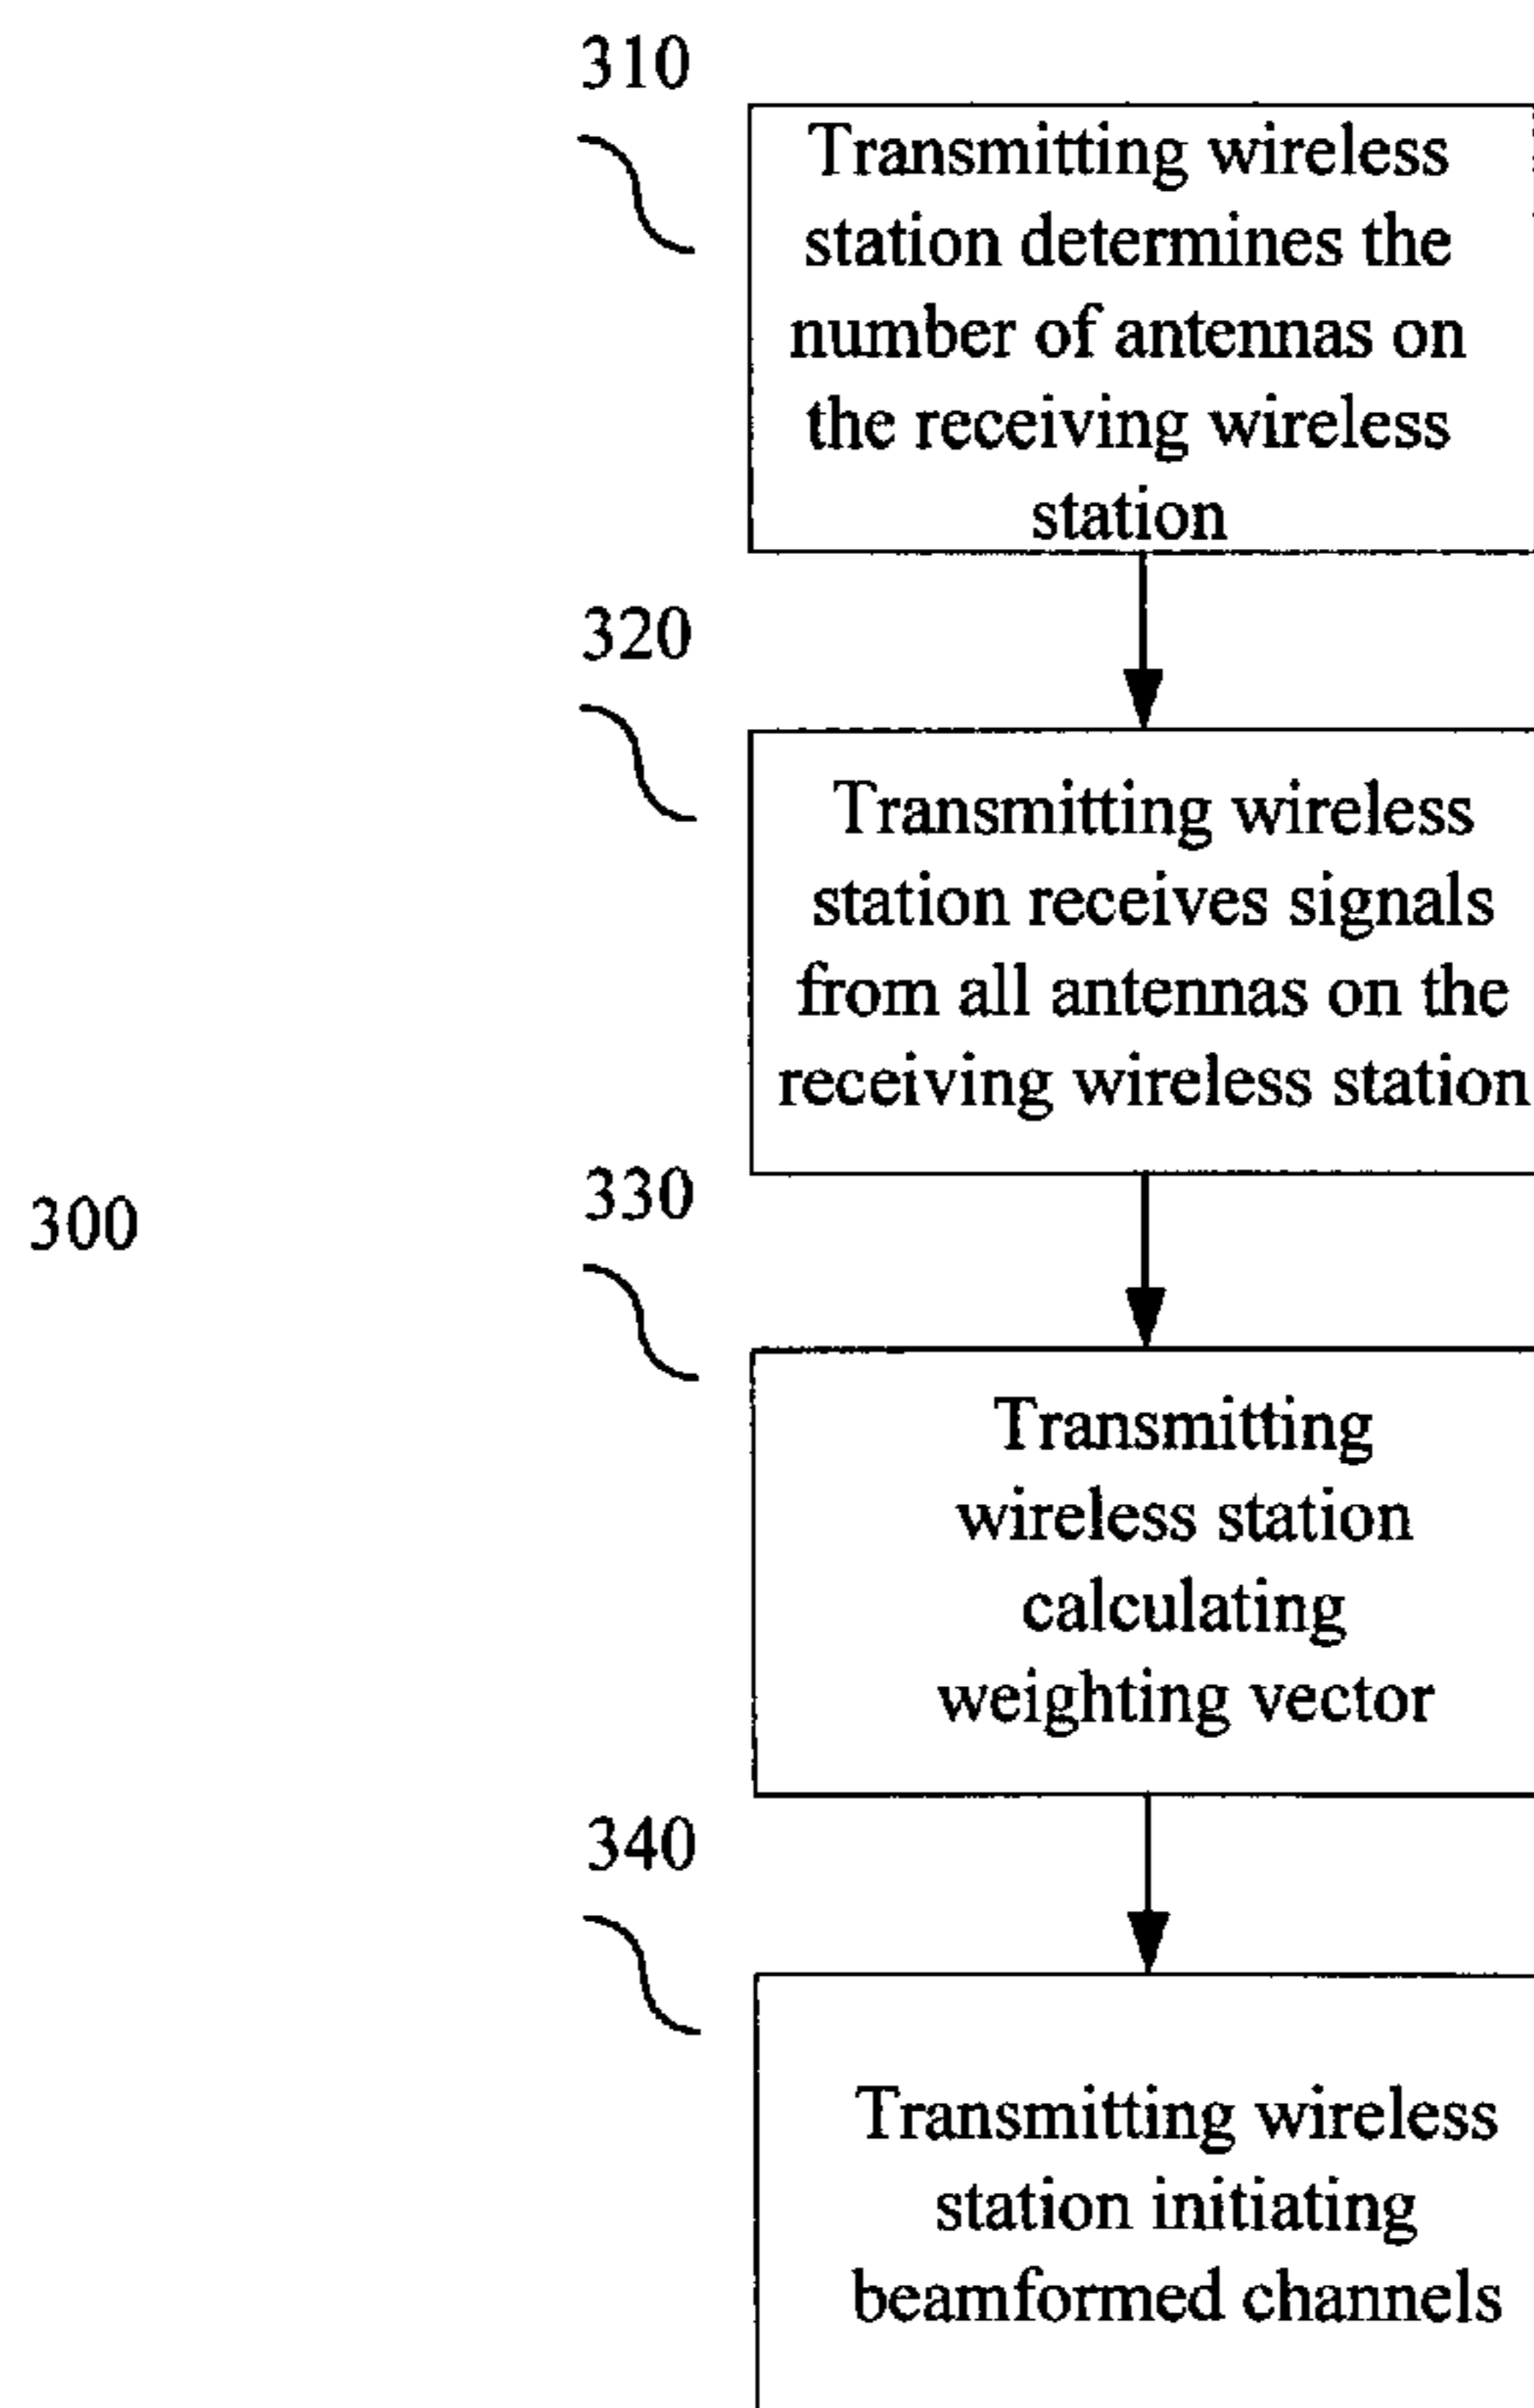 310
Transmitting wireless
station determines the
number of antennas on
the receiving wireless
station
320
Transmitting wireless
station receives signals
from all antennas on the
receiving wireless station
300
330
Transmitting
wireless station
calculating
weighting vector
340
Transmitting wireless
station initiating
beamformed channels